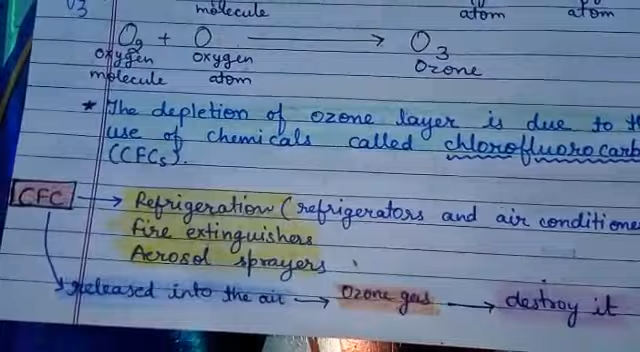 O3 molecule atom atom
O2 + O → O3
oxygen oxygen Ozone
molecule atom
* The depletion of ozone layer is due to
use of chemicals called chlorofluorocarb
(CFCs).
CFC → Refrigeration (refrigerators and air conditione
Fire extinguishers
Aerosol sprayers
released into the air → Ozone gas → destroy it